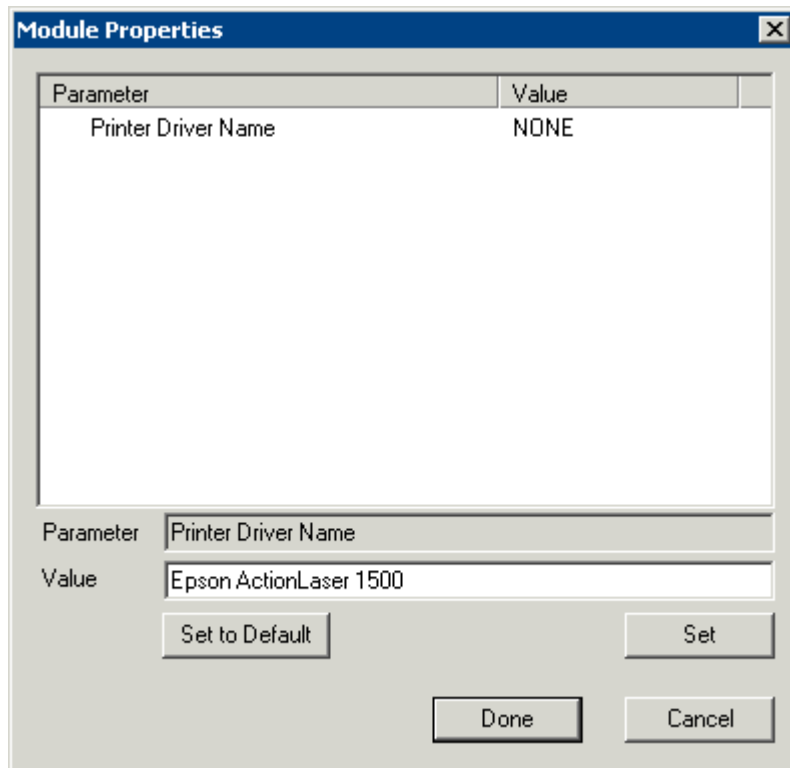 Module Properties
Parameter Value
Printer Driver Name NONE
Parameter Printer Driver Name
Value Epson ActionLaser 1500
Set to Default Set
Done Cancel